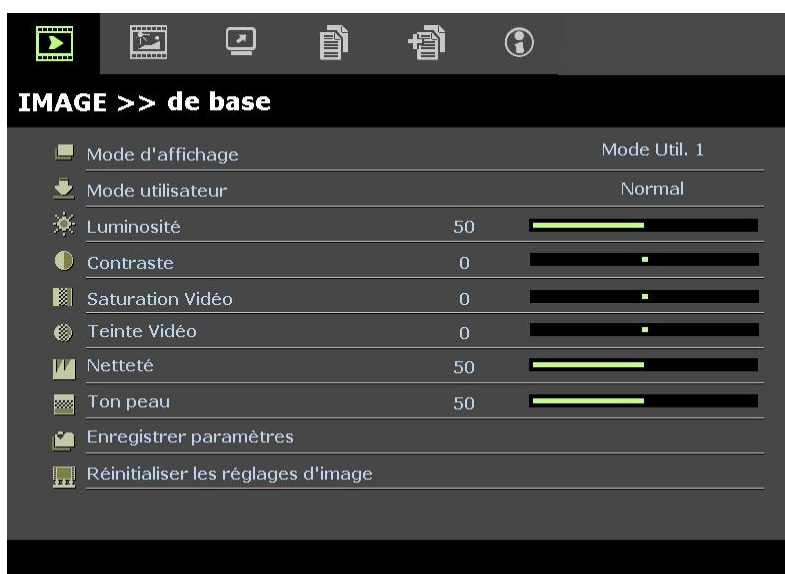 IMAGE >> de base
Mode d'affichage Mode Util. 1
Mode utilisateur Normal
Luminosité 50
Contraste 0
Saturation Vidéo 0
Teinte Vidéo 0
Netteté 50
Ton peau 50
Enregistrer paramètres
Réinitialiser les réglages d'image